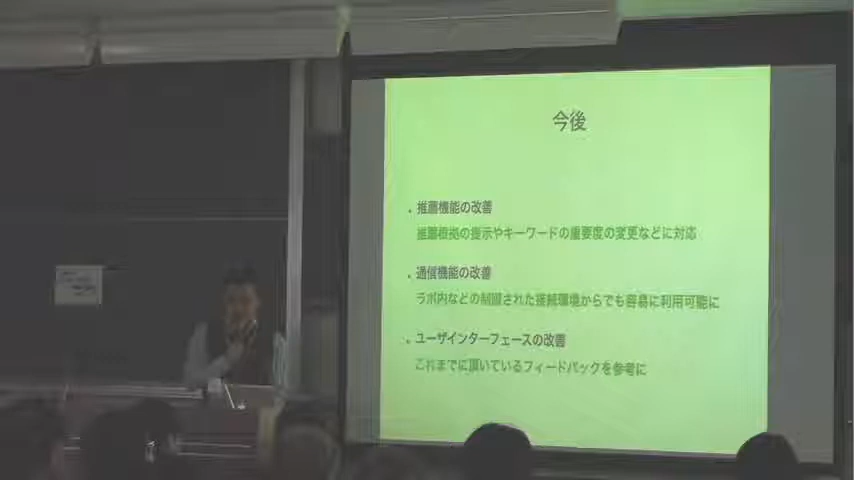 今後
・推薦機能の改善
推薦根拠の提示やキーワードの重要度の変更などに対応
・通信機能の改善
ラボ内などの制限された接続環境からでも容易に利用可能に
・ユーザインターフェースの改善
これまでに頂いているフィードバックを参考に